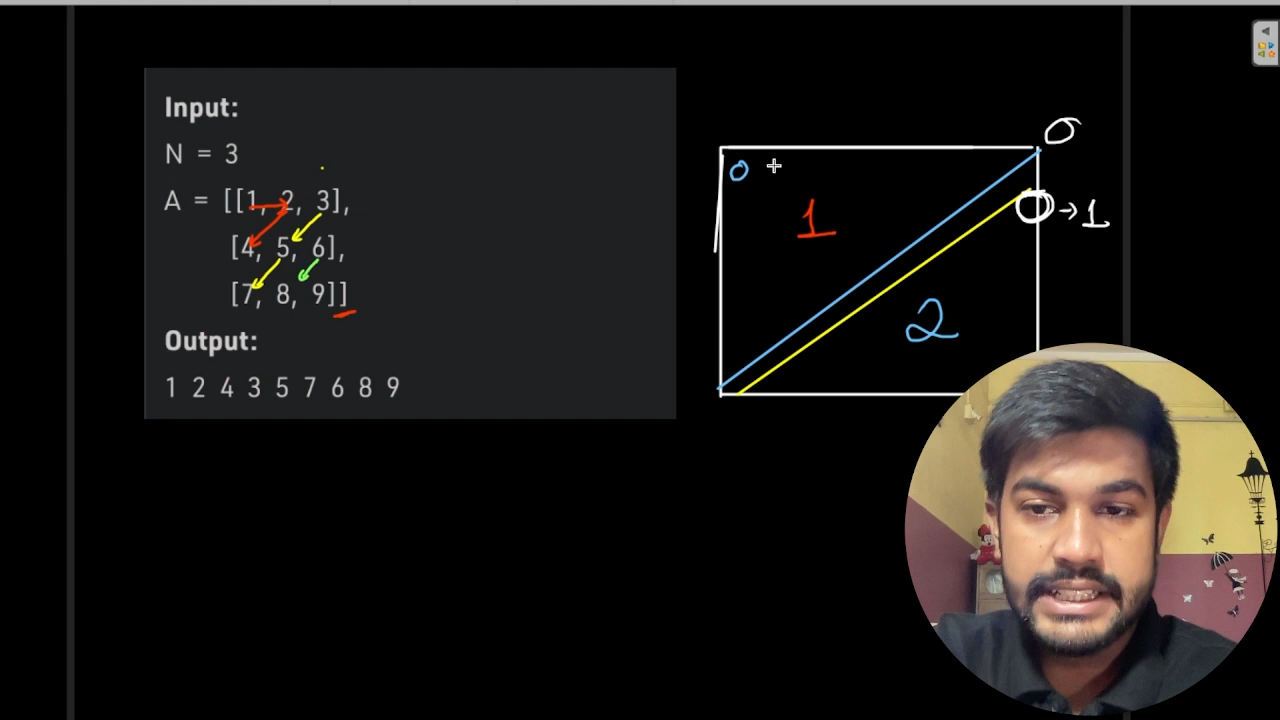 Input:
N = 3
A = [[1, 2, 3],
[4, 5, 6],
[7, 8, 9]]
Output:
1 2 4 3 5 7 6 8 9
0
0
1
1
2